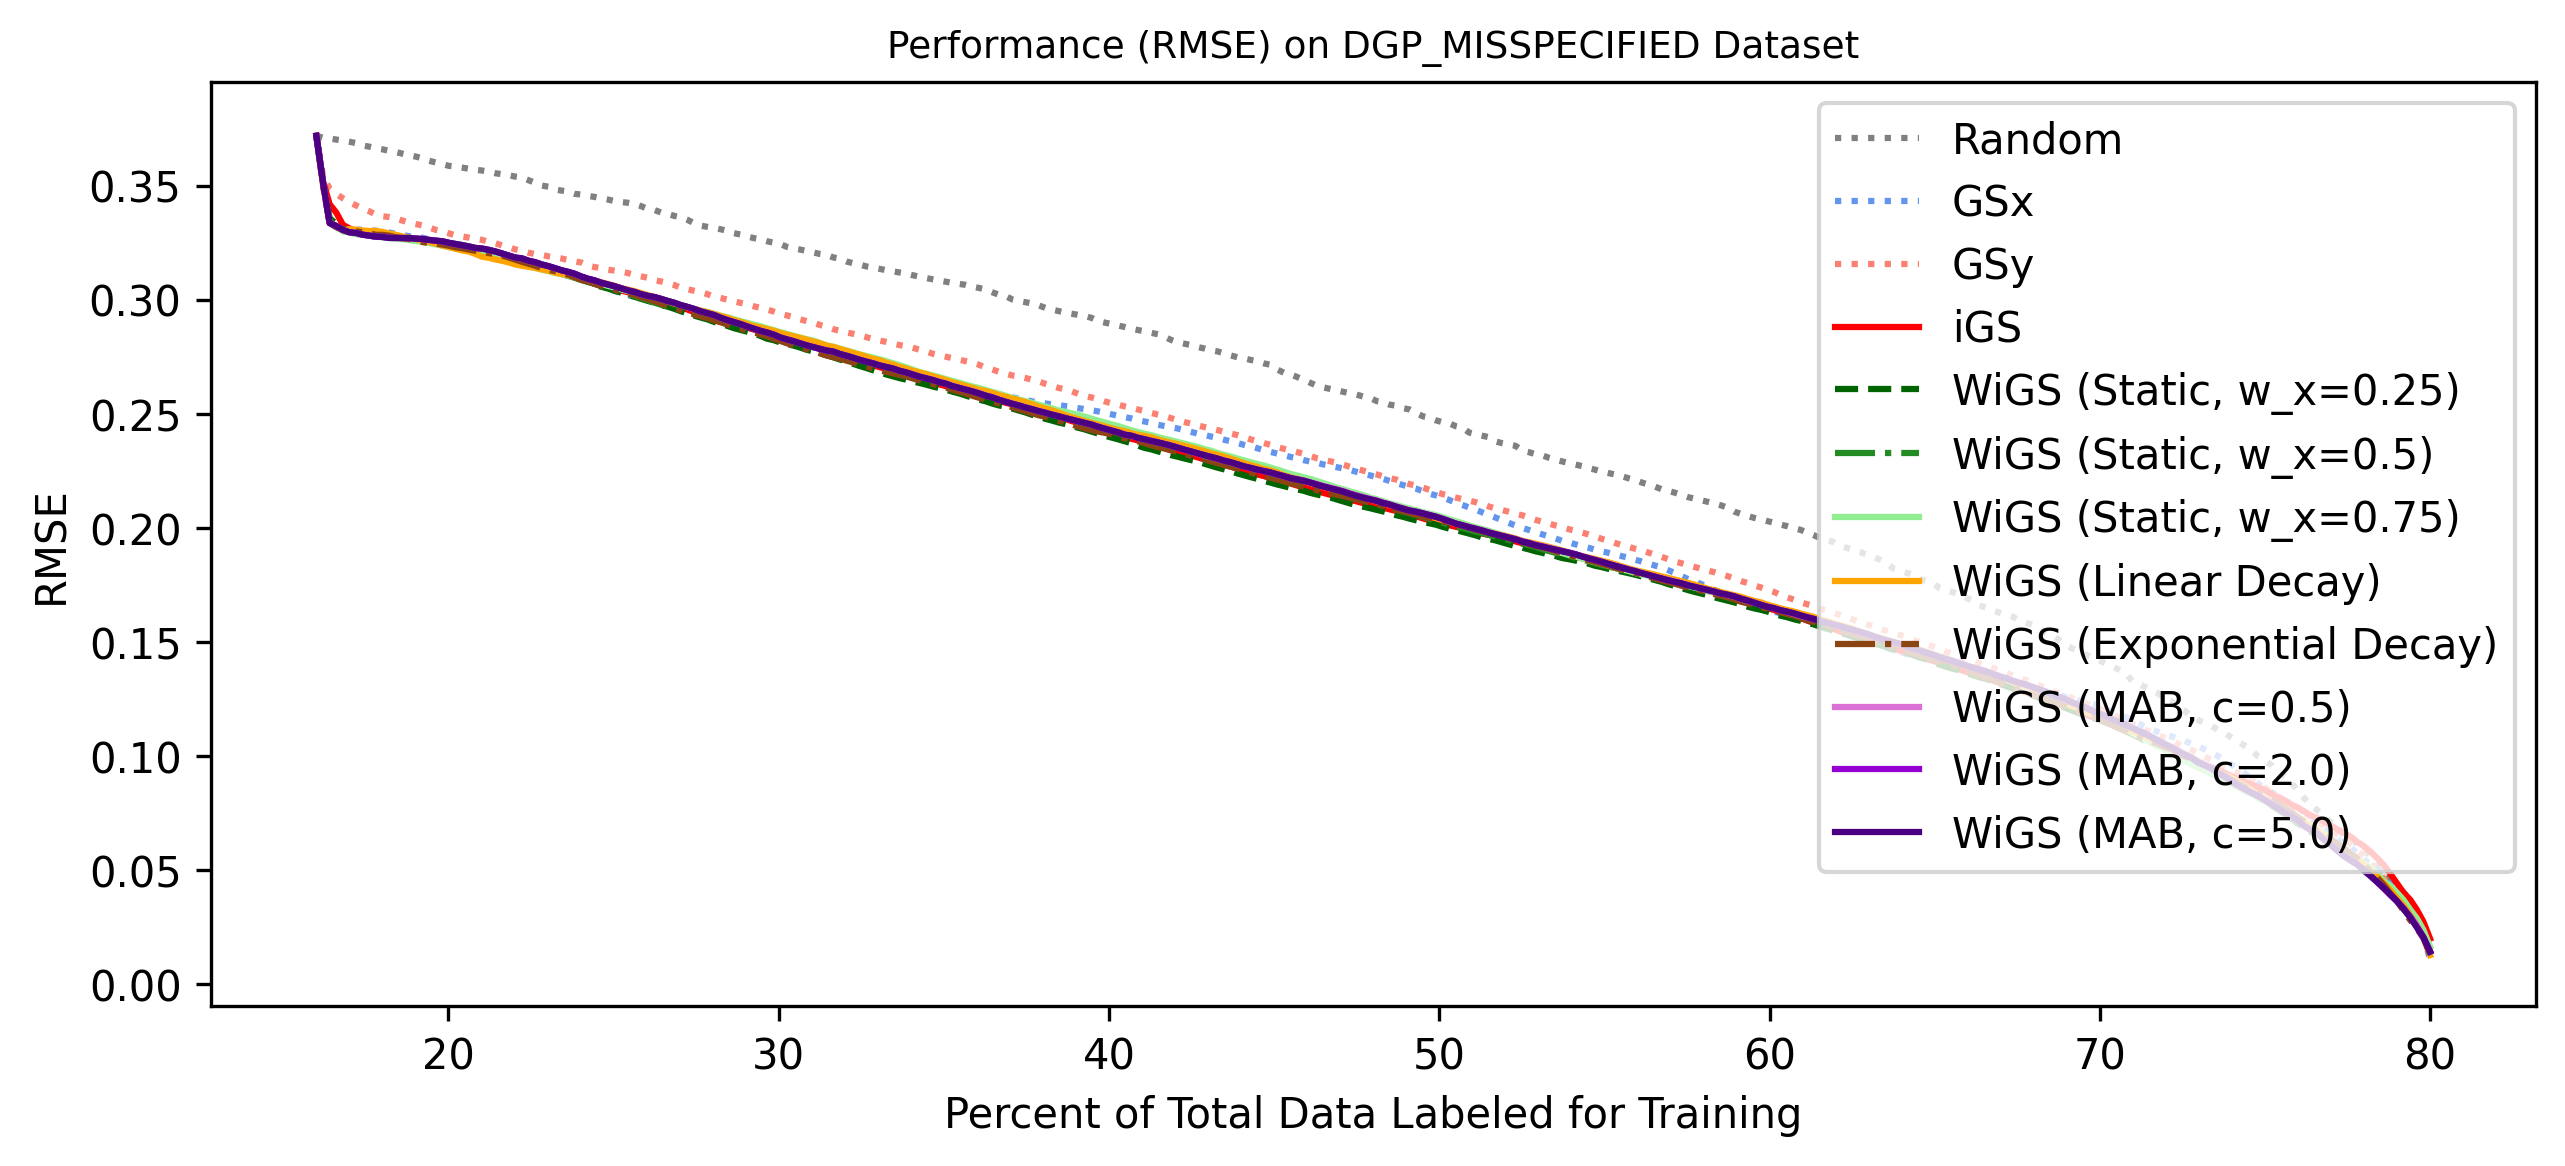 Performance (RMSE) on DGP_MISSPECIFIED Dataset
RMSE
0.35
0.30
0.25
0.20
0.15
0.10
0.05
0.00
20 30 40 50 60 70 80
Percent of Total Data Labeled for Training
Random
GSx
GSy
iGS
WiGS (Static, w_x=0.25)
WiGS (Static, w_x=0.5)
WiGS (Static, w_x=0.75)
WiGS (Linear Decay)
WiGS (Exponential Decay)
WiGS (MAB, c=0.5)
WiGS (MAB, c=2.0)
WiGS (MAB, c=5.0)